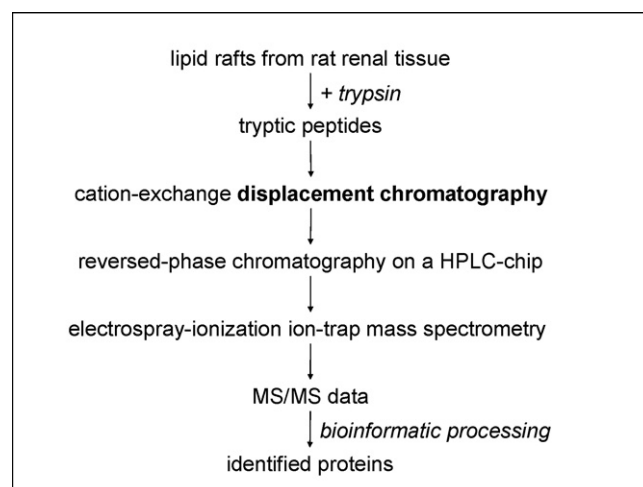 lipid rafts from rat renal tissue
+ trypsin
tryptic peptides
cation-exchange displacement chromatography
reversed-phase chromatography on a HPLC-chip
electrospray-ionization ion-trap mass spectrometry
MS/MS data
bioinformatic processing
identified proteins